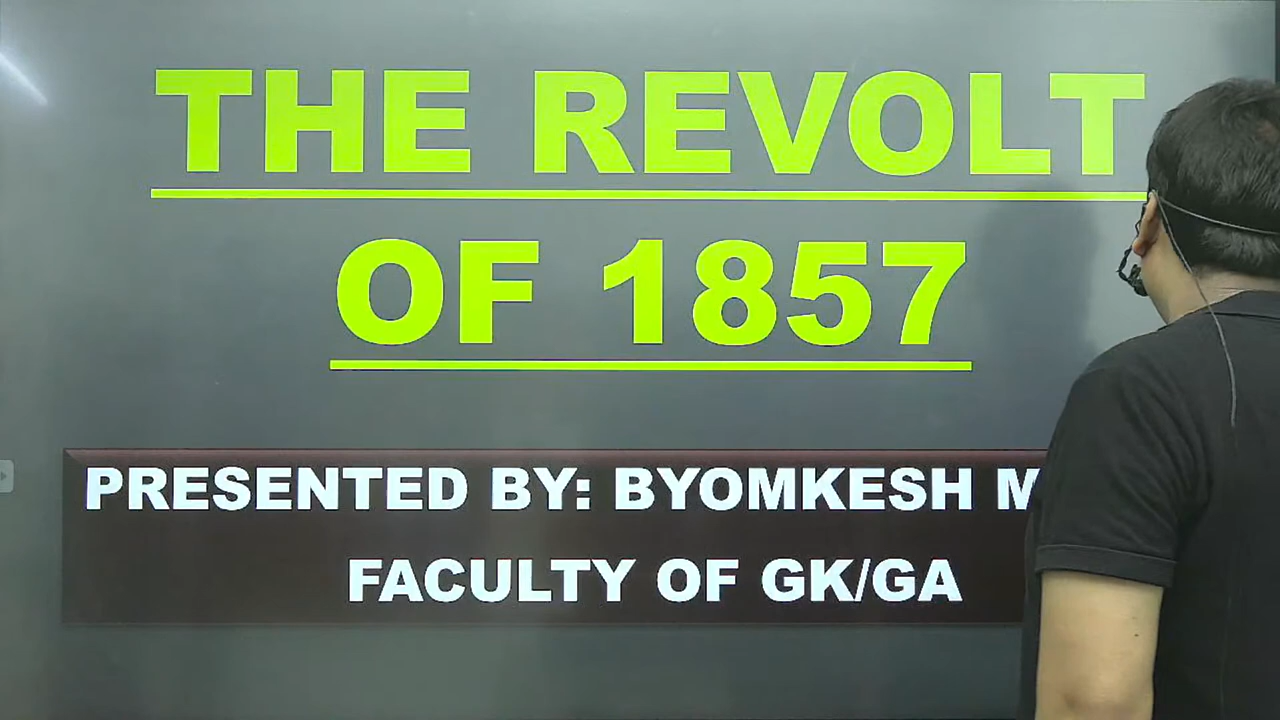 THE REVOLT
OF 1857
PRESENTED BY: BYOMKESH
FACULTY OF GK/GA